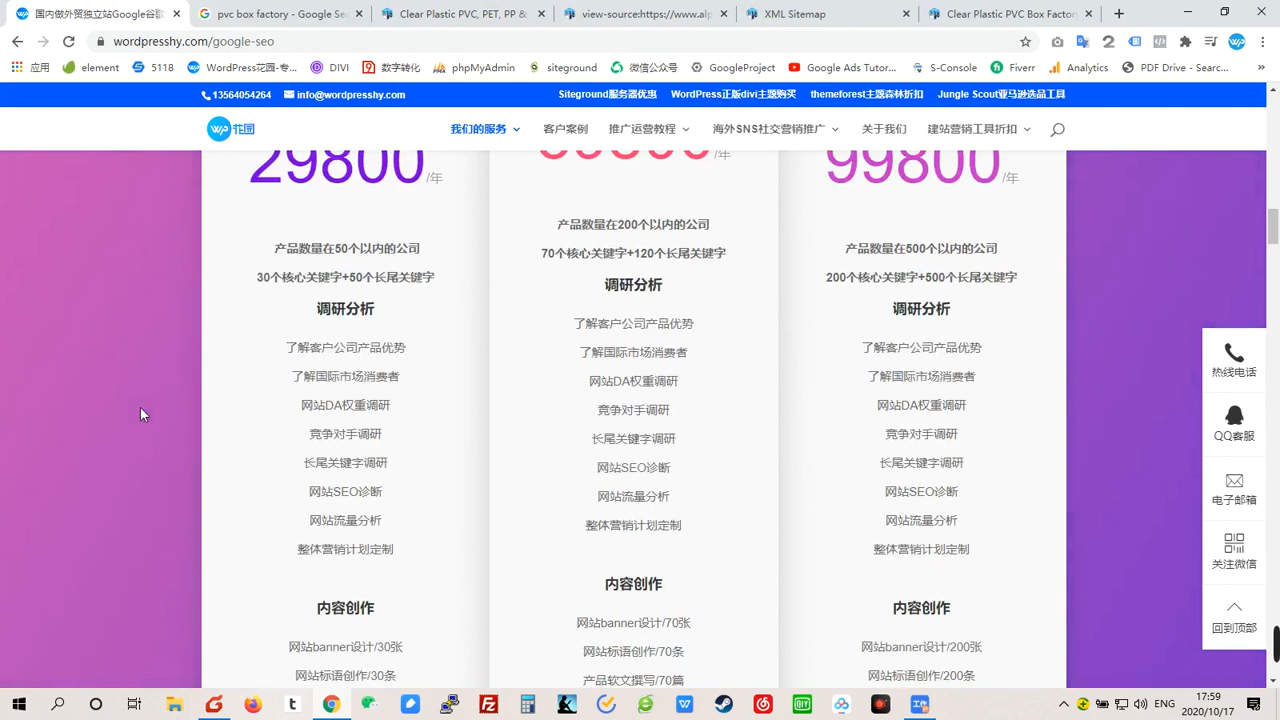 国内做外贸独立站Google谷歌
pvc box factory - Google Se
Clear Plastic PVC, PET, PP &
view-source:https://www.alp
XML Sitemap
Clear Plastic PVC Box Factory
wordpresshy.com/google-seo
应用
element
5118
WordPress花园-专...
DIVI
数字转化
phpMyAdmin
siteground
微信公众号
GoogleProject
Google Ads Tutor...
S-Console
Fiverr
Analytics
PDF Drive - Searc...
13564054264
info@wordpresshy.com
Siteground服务器优惠
WordPress正版divi主题购买
themeforest主题森林折扣
Jungle Scout亚马逊选品工具
WP 花园
我们的服务
客户案例
推广运营教程
海外SNS社交营销推广
关于我们
建站营销工具折扣
29800/年
/年
99800/年
产品数量在50个以内的公司
30个核心关键字+50个长尾关键字
调研分析
了解客户公司产品优势
了解国际市场消费者
网站DA权重调研
竞争对手调研
长尾关键字调研
网站SEO诊断
网站流量分析
整体营销计划定制
内容创作
网站banner设计/30张
网站标语创作/30条
产品数量在200个以内的公司
70个核心关键字+120个长尾关键字
调研分析
了解客户公司产品优势
了解国际市场消费者
网站DA权重调研
竞争对手调研
长尾关键字调研
网站SEO诊断
网站流量分析
整体营销计划定制
内容创作
网站banner设计/70张
网站标语创作/70条
产品软文撰写/70篇
产品数量在500个以内的公司
200个核心关键字+500个长尾关键字
调研分析
了解客户公司产品优势
了解国际市场消费者
网站DA权重调研
竞争对手调研
长尾关键字调研
网站SEO诊断
网站流量分析
整体营销计划定制
内容创作
网站banner设计/200张
网站标语创作/200条
热线电话
QQ客服
电子邮箱
关注微信
回到顶部
ENG
17:59
2020/10/17